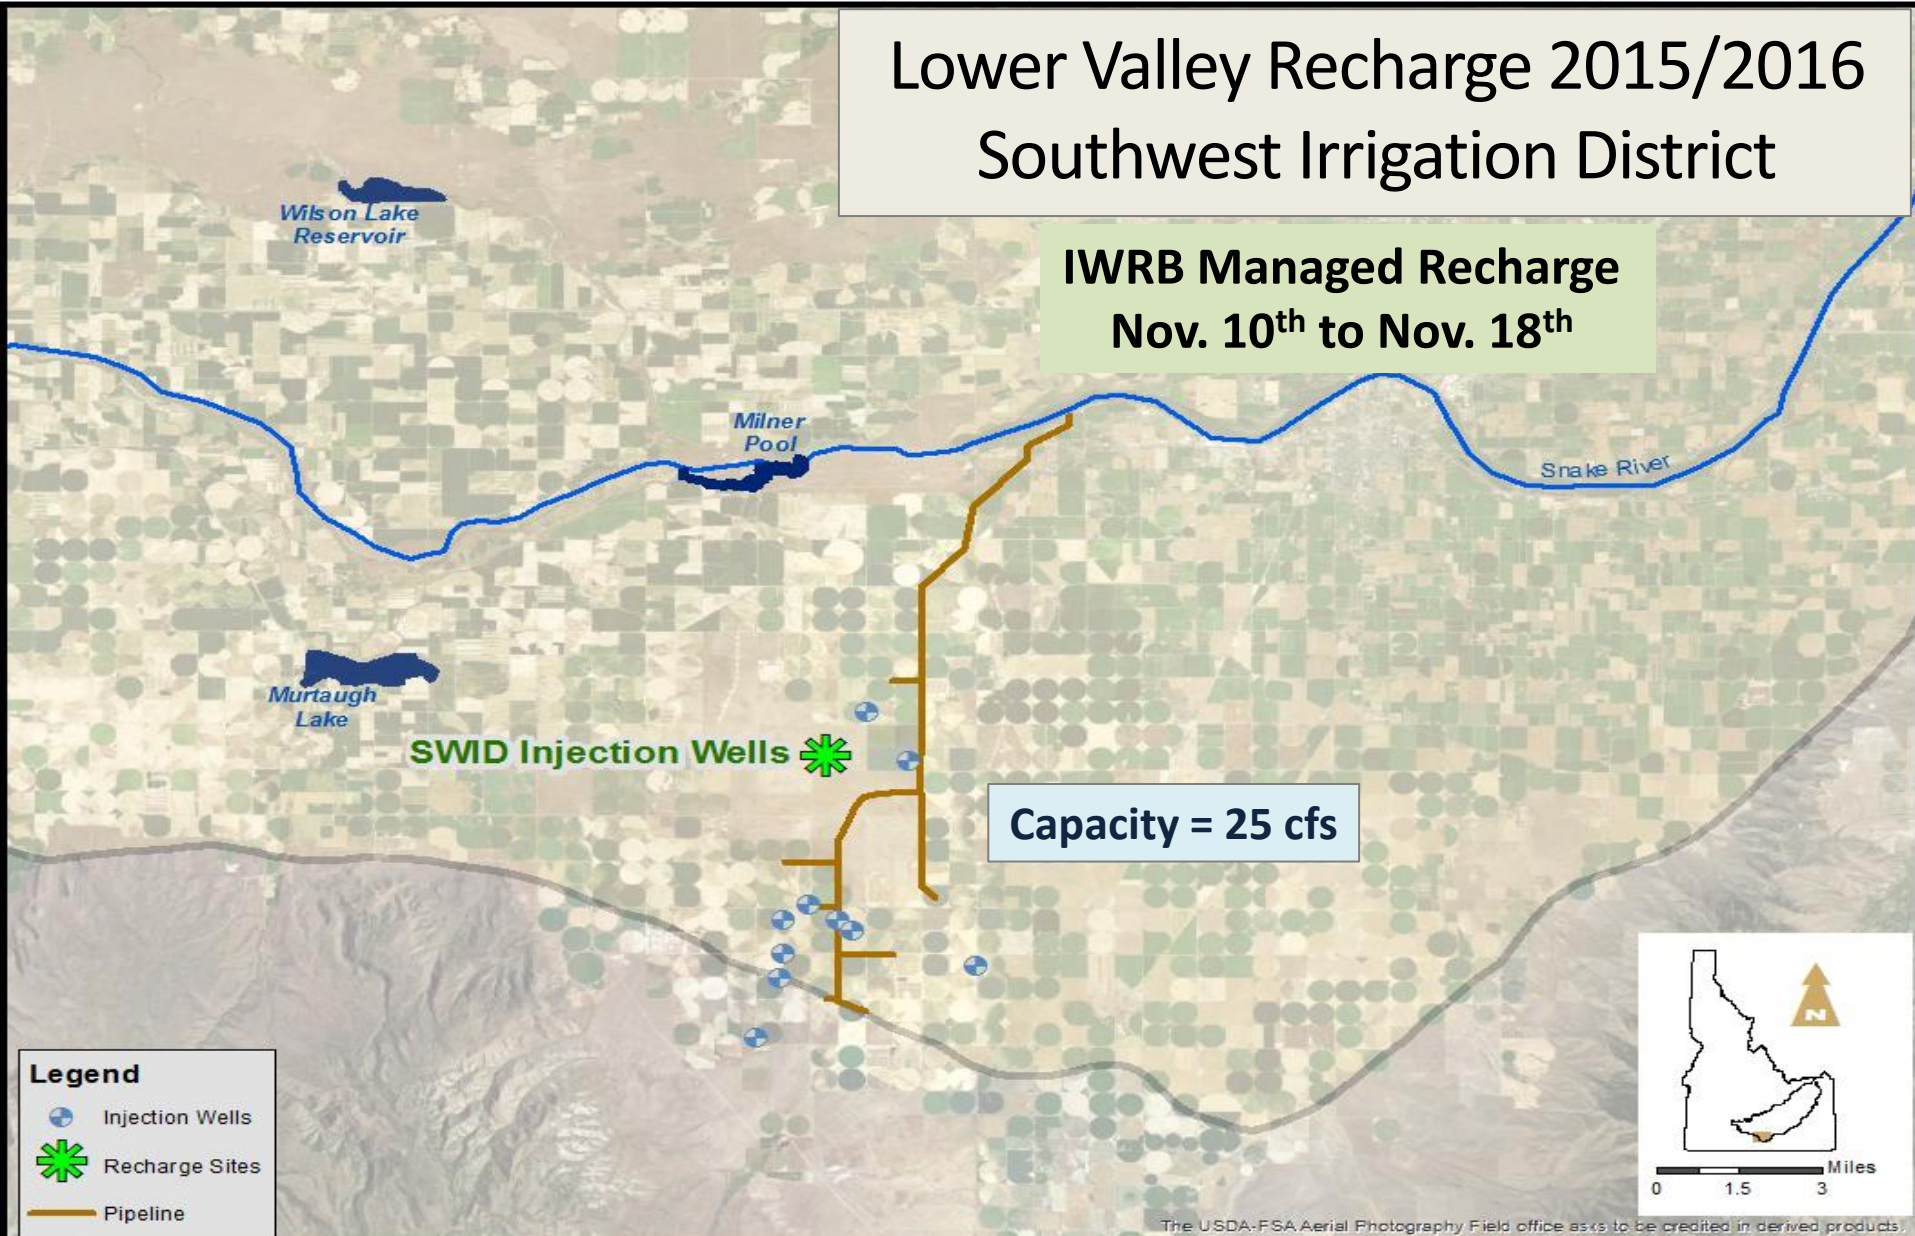 Lower Valley Recharge 2015/2016
Southwest Irrigation District
IWRB Managed Recharge
Nov. 10th to Nov. 18th
Wilson Lake
Reservoir
Milner
Pool
Snake River
Murtaugh
Lake
SWID Injection Wells
Capacity = 25 cfs
Legend
Injection Wells
Recharge Sites
Pipeline
N
Miles
0 1.5 3
The USDA-FSA Aerial Photography Field office asks to be credited in derived products.